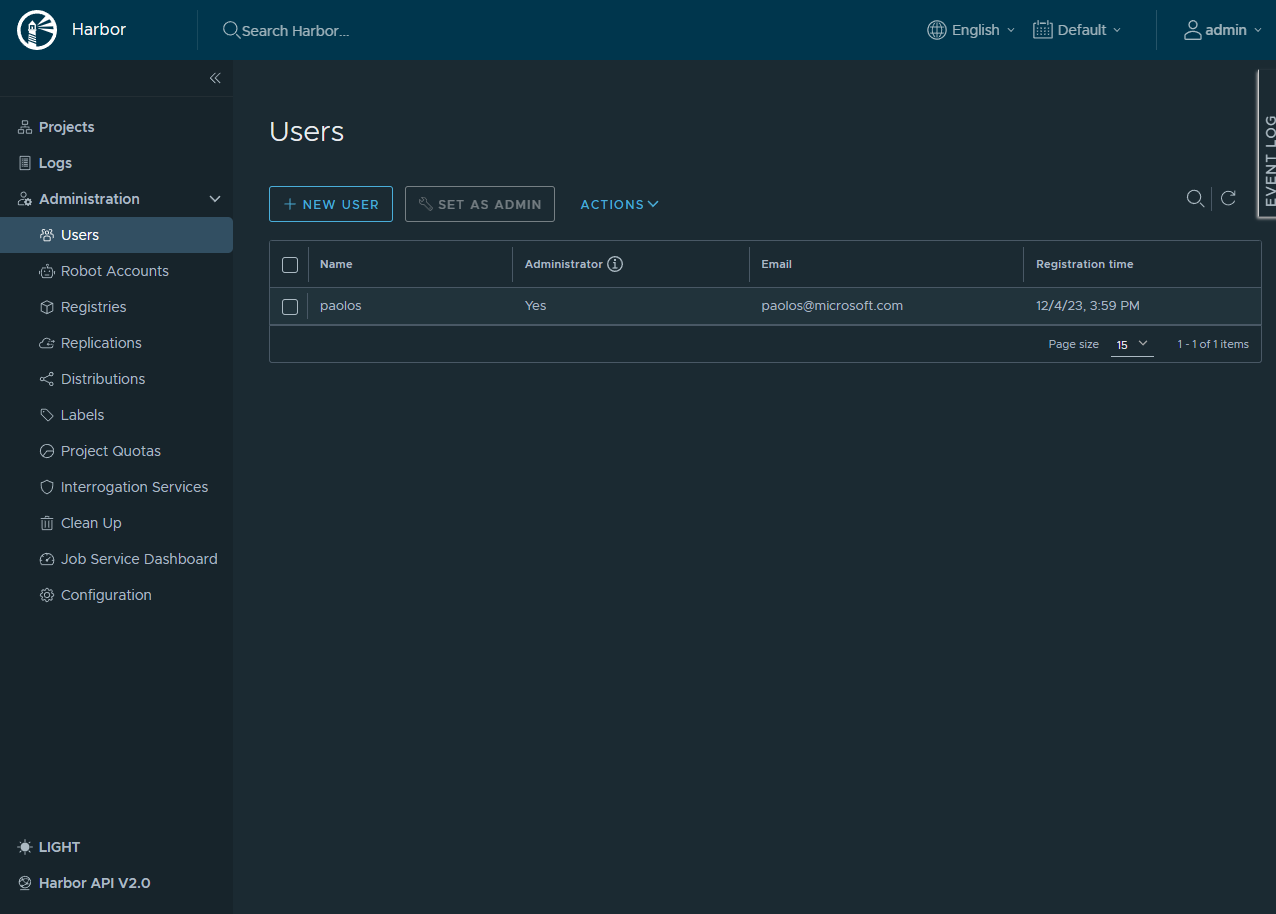 Harbor
Search Harbor...
English
Default
admin
EVENT LOG
Projects
Logs
Administration
Users
Robot Accounts
Registries
Replications
Distributions
Labels
Project Quotas
Interrogation Services
Clean Up
Job Service Dashboard
Configuration
LIGHT
Harbor API V2.0
Users
NEW USER
SET AS ADMIN
ACTIONS
Name Administrator Email Registration time
paolos Yes paolos@microsoft.com 12/4/23, 3:59 PM
Page size 15 1 - 1 of 1 items